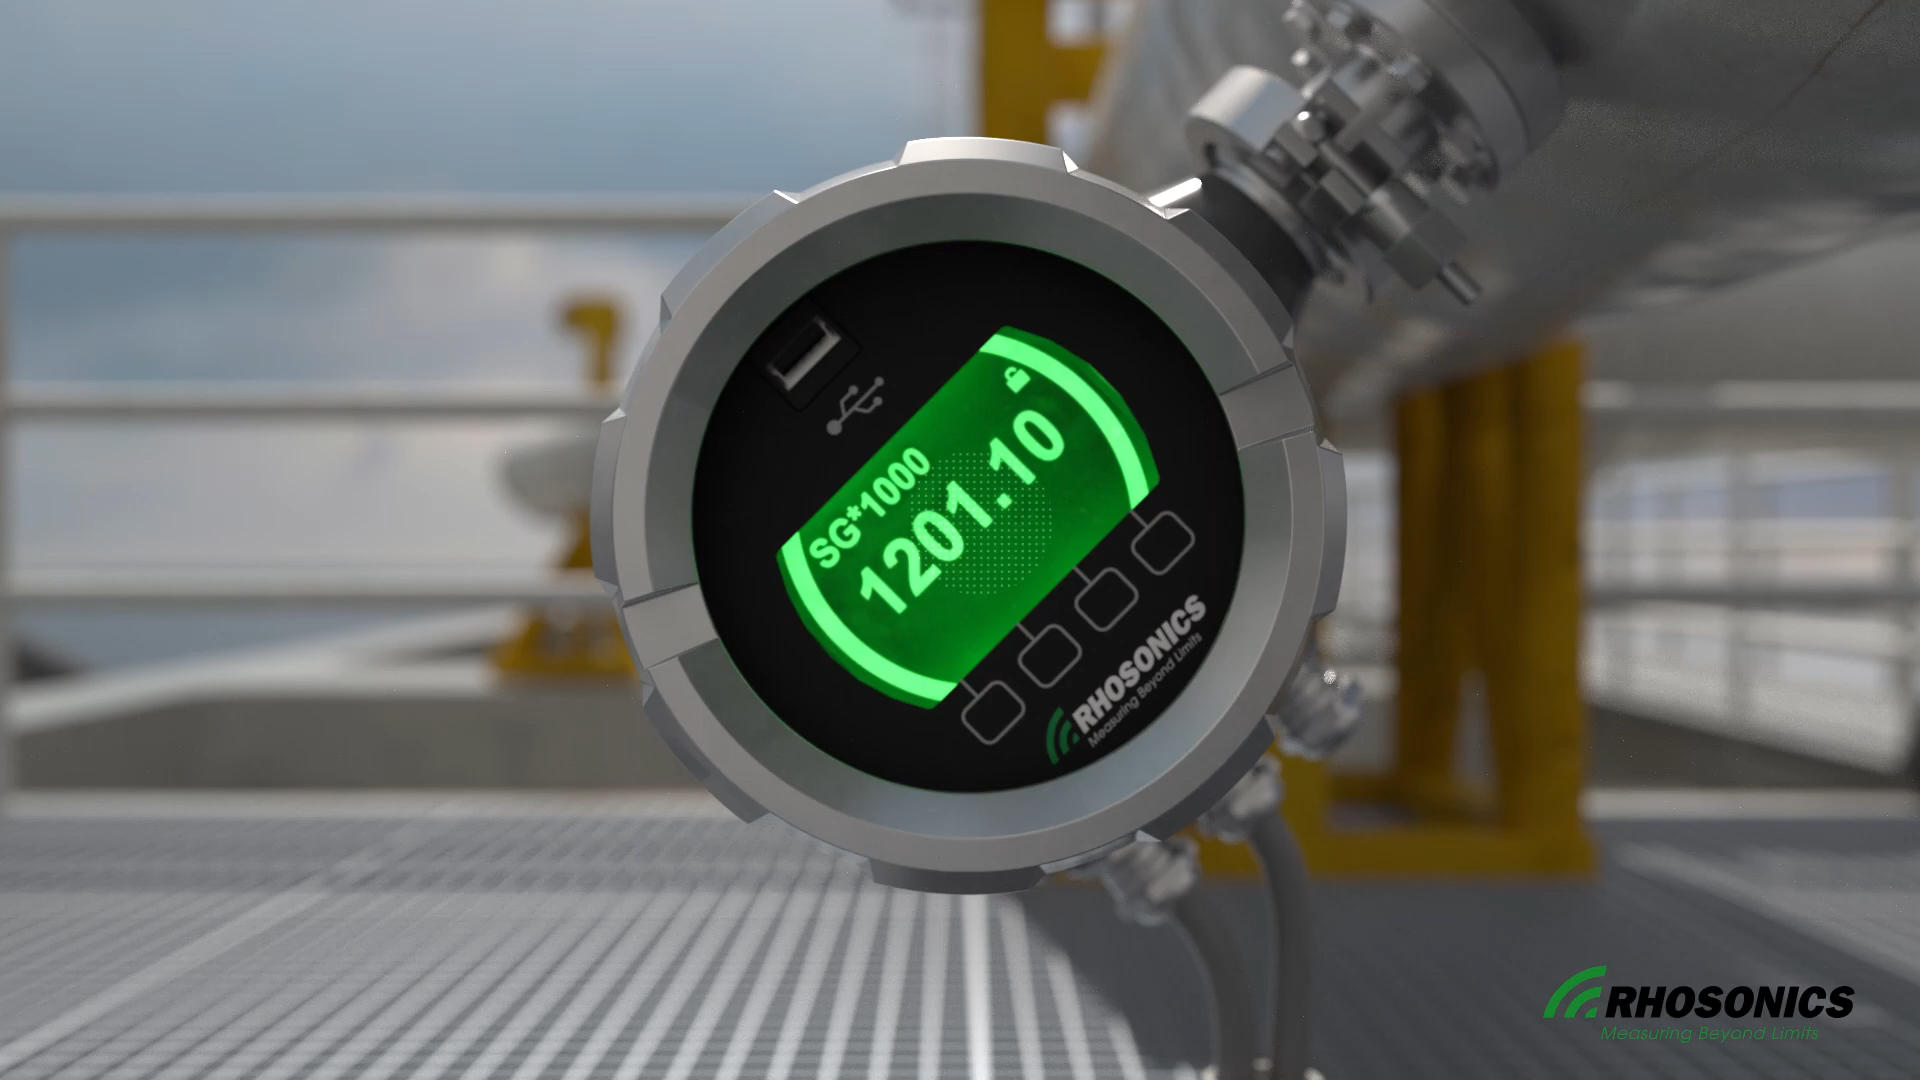 SG*1000
1201.10
RHOSONICS
Measuring Beyond Limits
RHOSONICS
Measuring Beyond Limits